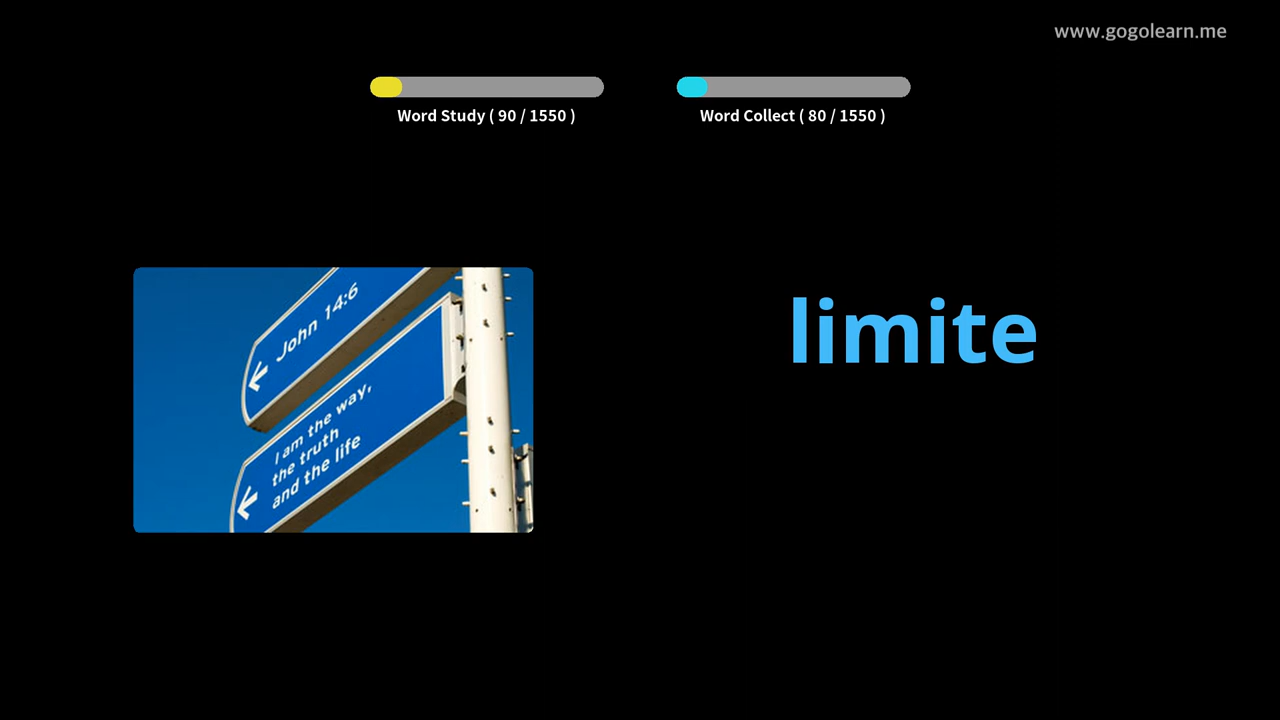 www.gogolearn.me
Word Study ( 90 / 1550 )
Word Collect ( 80 / 1550 )
John 14:6
I am the way,
the truth
and the life
limite